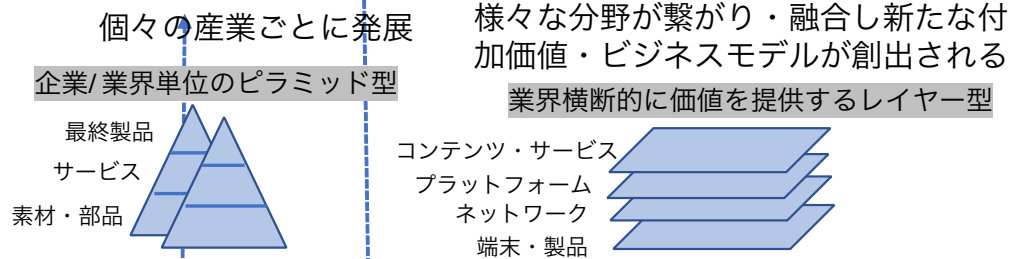 個々の産業ごとに発展
企業/業界単位のピラミッド型
最終製品
サービス
素材・部品
様々な分野が繋がり・融合し新たな付
加価値・ビジネスモデルが創出される
業界横断的に価値を提供するレイヤー型
コンテンツ・サービス
プラットフォーム
ネットワーク
端末・製品